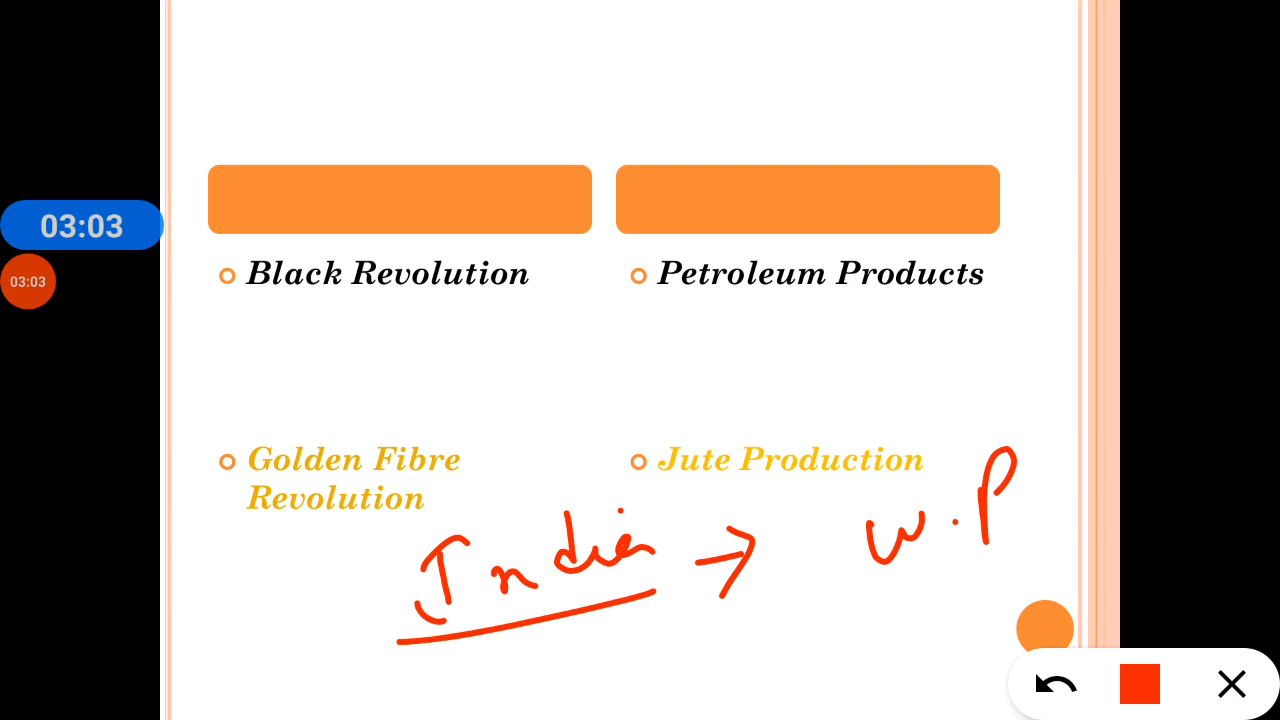 03:03
03:03
Black Revolution
Petroleum Products
Golden Fibre
Revolution
Jute Production
India → W.P